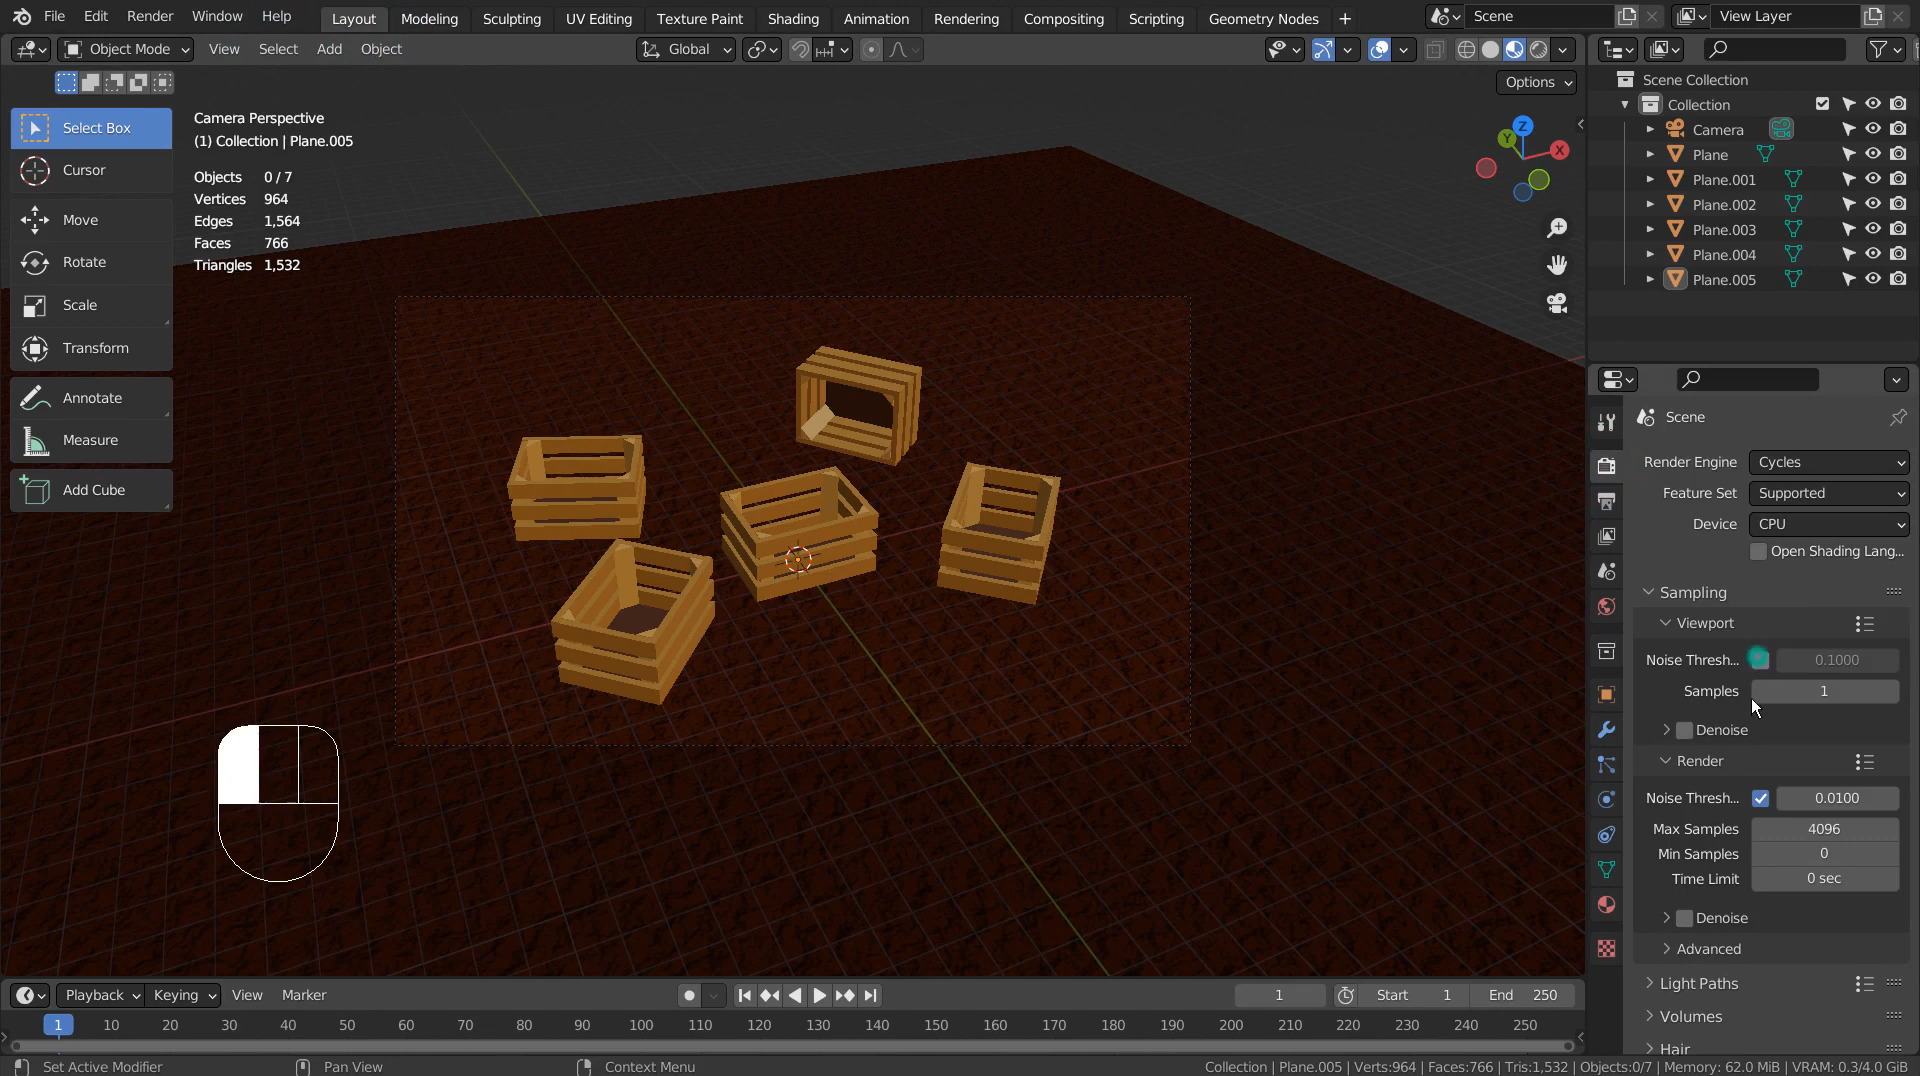 File Edit Render Window Help Layout Modeling Sculpting UV Editing Texture Paint Shading Animation Rendering Compositing Scripting Geometry Nodes + Scene View Layer
Object Mode View Select Add Object Global
Options
Select Box
Cursor
Move
Rotate
Scale
Transform
Annotate
Measure
Add Cube
Camera Perspective
(1) Collection | Plane.005
Objects 0 / 7
Vertices 964
Edges 1,564
Faces 766
Triangles 1,532
Z
Y
X
Scene Collection
Collection
Camera
Plane
Plane.001
Plane.002
Plane.003
Plane.004
Plane.005
Scene
Render Engine Cycles
Feature Set Supported
Device CPU
Open Shading Lang...
Sampling
Viewport
Noise Thresh... 0.1000
Samples 1
Denoise
Render
Noise Thresh... 0.0100
Max Samples 4096
Min Samples 0
Time Limit 0 sec
Denoise
Advanced
Light Paths
Volumes
Hair
Playback Keying View Marker 1 Start 1 End 250
1 10 20 30 40 50 60 70 80 90 100 110 120 130 140 150 160 170 180 190 200 210 220 230 240 250
Set Active Modifier Pan View Context Menu Collection | Plane.005 | Verts:964 | Faces:766 | Tris:1,532 | Objects:0/7 | Memory: 62.0 MiB | VRAM: 0.3/4.0 GiB